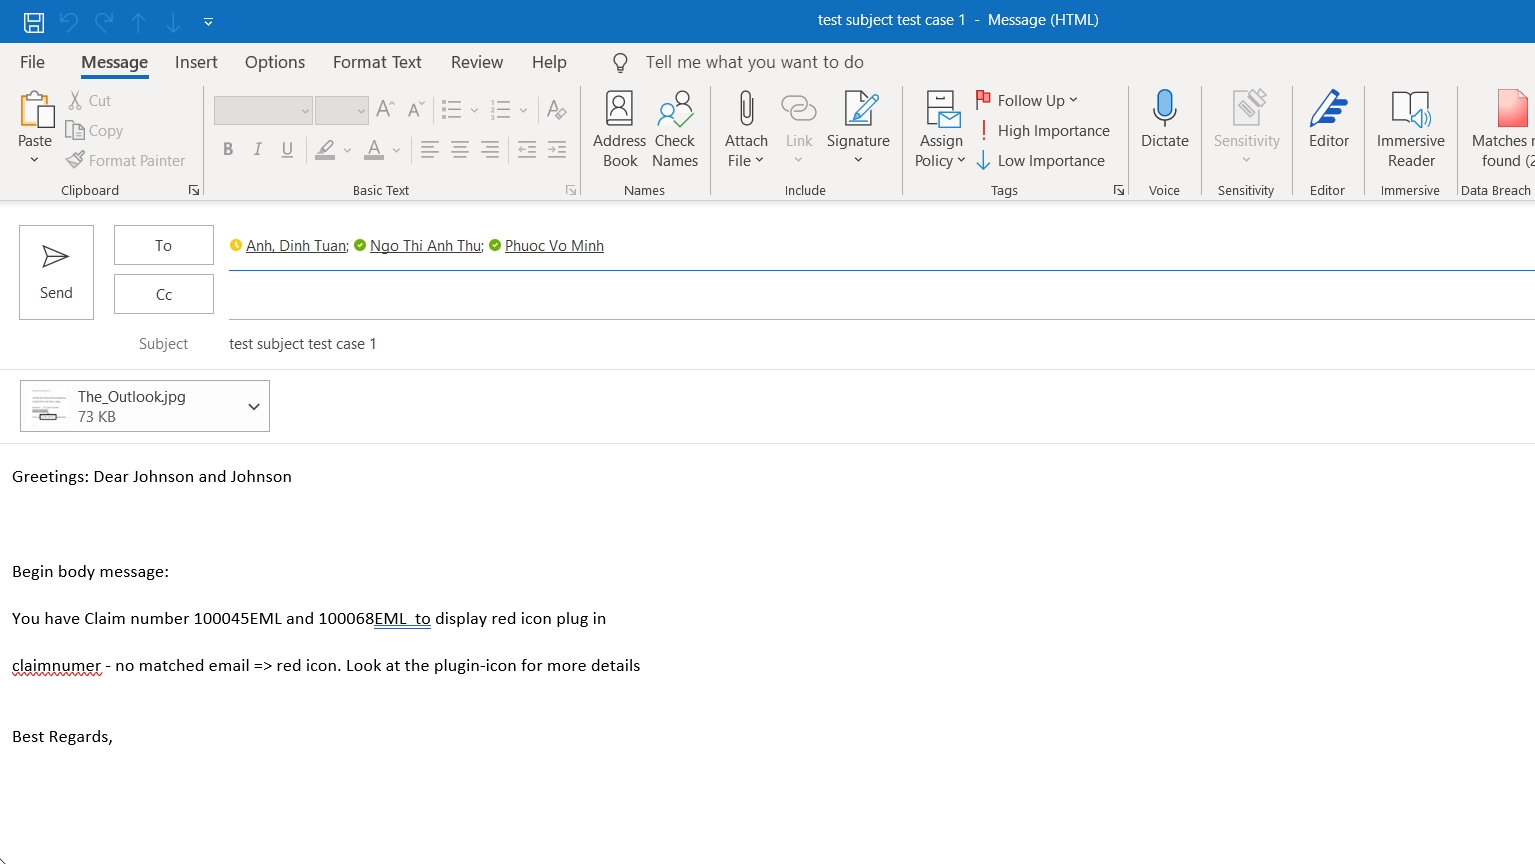 test subject test case 1 - Message (HTML)
File Message Insert Options Format Text Review Help Tell me what you want to do
Paste
Cut
Copy
Format Painter
Clipboard
B I U A
Basic Text
Address Book
Check Names
Names
Attach File
Link
Signature
Include
Assign Policy
Follow Up
High Importance
Low Importance
Tags
Dictate
Voice
Sensitivity
Sensitivity
Editor
Editor
Immersive Reader
Immersive
Matches
found (2
Data Breach
Send
To
Anh, Dinh Tuan; Ngo Thi Anh Thu; Phuoc Vo Minh
Cc
Subject
test subject test case 1
The_Outlook.jpg
73 KB
Greetings: Dear Johnson and Johnson
Begin body message:
You have Claim number 100045EML and 100068EML to display red icon plug in
claimnumer - no matched email => red icon. Look at the plugin-icon for more details
Best Regards,